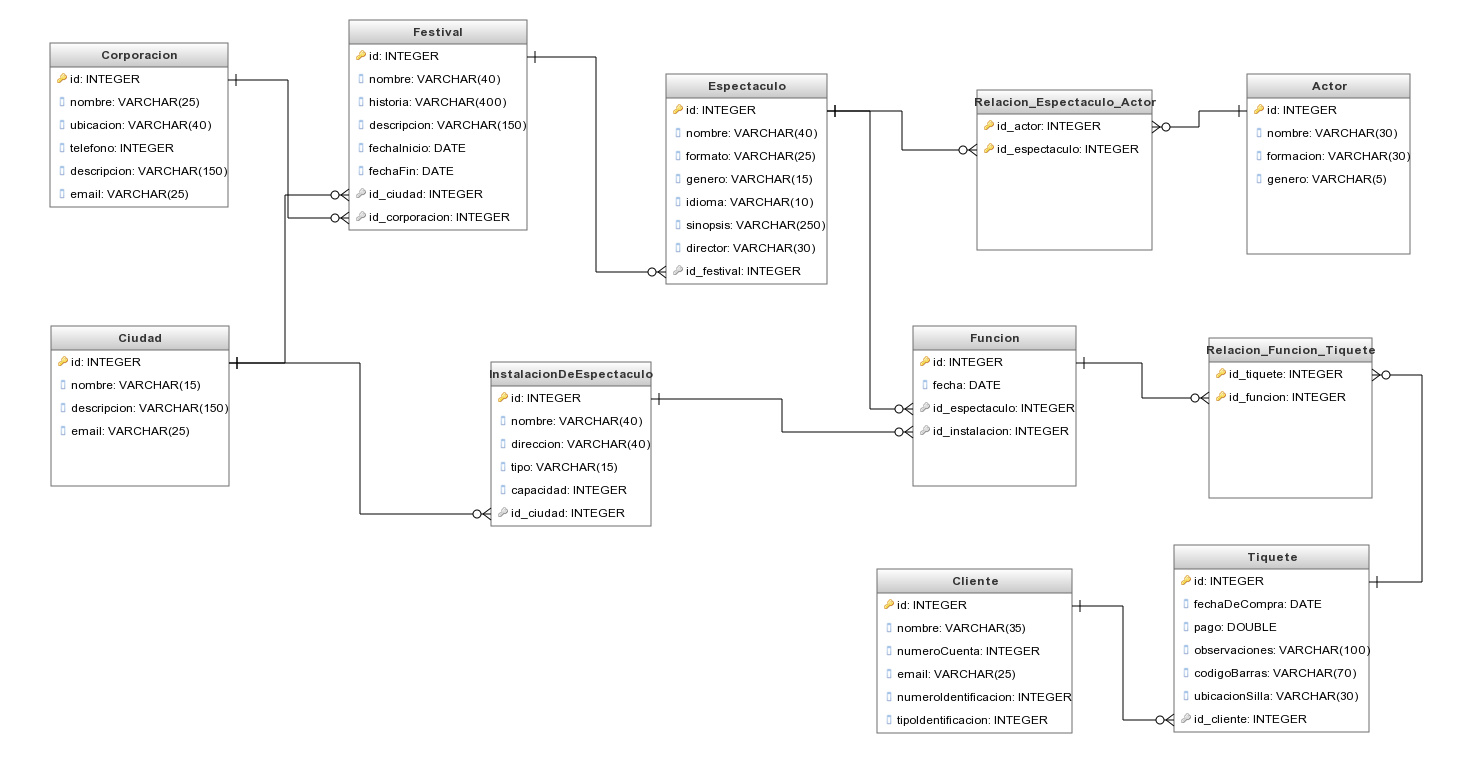 Corporacion
id: INTEGER
nombre: VARCHAR(25)
ubicacion: VARCHAR(40)
telefono: INTEGER
descripcion: VARCHAR(150)
email: VARCHAR(25)
Festival
id: INTEGER
nombre: VARCHAR(40)
historia: VARCHAR(400)
descripcion: VARCHAR(150)
fechaInicio: DATE
fechaFin: DATE
id_ciudad: INTEGER
id_corporacion: INTEGER
Espectaculo
id: INTEGER
nombre: VARCHAR(40)
formato: VARCHAR(25)
genero: VARCHAR(15)
idioma: VARCHAR(10)
sinopsis: VARCHAR(250)
director: VARCHAR(30)
id_festival: INTEGER
Relacion_Espectaculo_Actor
id_actor: INTEGER
id_espectaculo: INTEGER
Actor
id: INTEGER
nombre: VARCHAR(30)
formacion: VARCHAR(30)
genero: VARCHAR(5)
Ciudad
id: INTEGER
nombre: VARCHAR(15)
descripcion: VARCHAR(150)
email: VARCHAR(25)
InstalacionDeEspectaculo
id: INTEGER
nombre: VARCHAR(40)
direccion: VARCHAR(40)
tipo: VARCHAR(15)
capacidad: INTEGER
id_ciudad: INTEGER
Funcion
id: INTEGER
fecha: DATE
id_espectaculo: INTEGER
id_instalacion: INTEGER
Relacion_Funcion_Tiquete
id_tiquete: INTEGER
id_funcion: INTEGER
Cliente
id: INTEGER
nombre: VARCHAR(35)
numeroCuenta: INTEGER
email: VARCHAR(25)
numeroIdentificacion: INTEGER
tipoIdentificacion: INTEGER
Tiquete
id: INTEGER
fechaDeCompra: DATE
pago: DOUBLE
observaciones: VARCHAR(100)
codigoBarras: VARCHAR(70)
ubicacionSilla: VARCHAR(30)
id_cliente: INTEGER